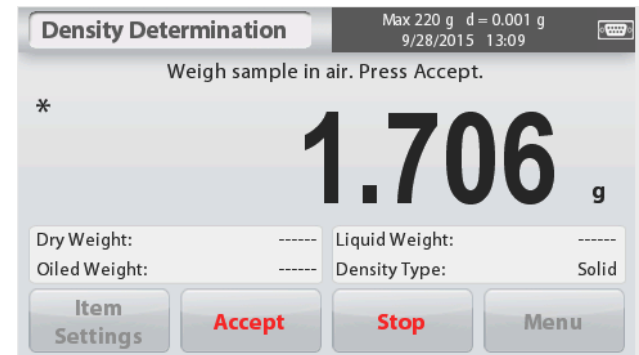 Density Determination
Max 220 g d = 0.001 g
9/28/2015 13:09
Weigh sample in air. Press Accept.
*
1.706 g
Dry Weight: ------ Liquid Weight: ------
Oiled Weight: ------ Density Type: Solid
Item
Settings
Accept
Stop
Menu